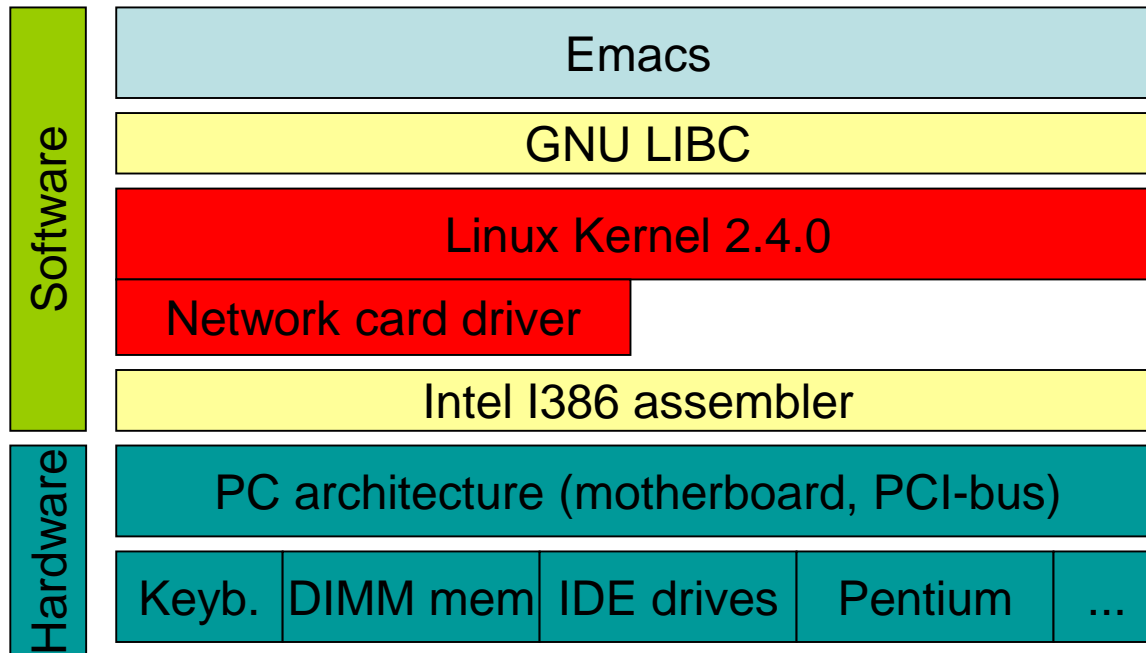 Software
Emacs
GNU LIBC
Linux Kernel 2.4.0
Network card driver
Intel I386 assembler
Hardware
PC architecture (motherboard, PCI-bus)
Keyb. DIMM mem IDE drives Pentium ...